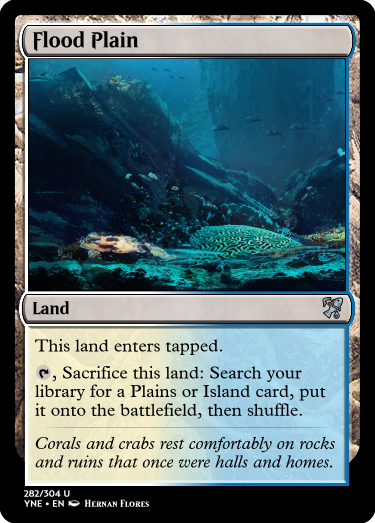 Flood Plain
Land
This land enters tapped.
, Sacrifice this land: Search your
library for a Plains or Island card, put
it onto the battlefield, then shuffle.
Corals and crabs rest comfortably on rocks
and ruins that once were halls and homes.
282/304 U
YNE • EN Hernan Flores